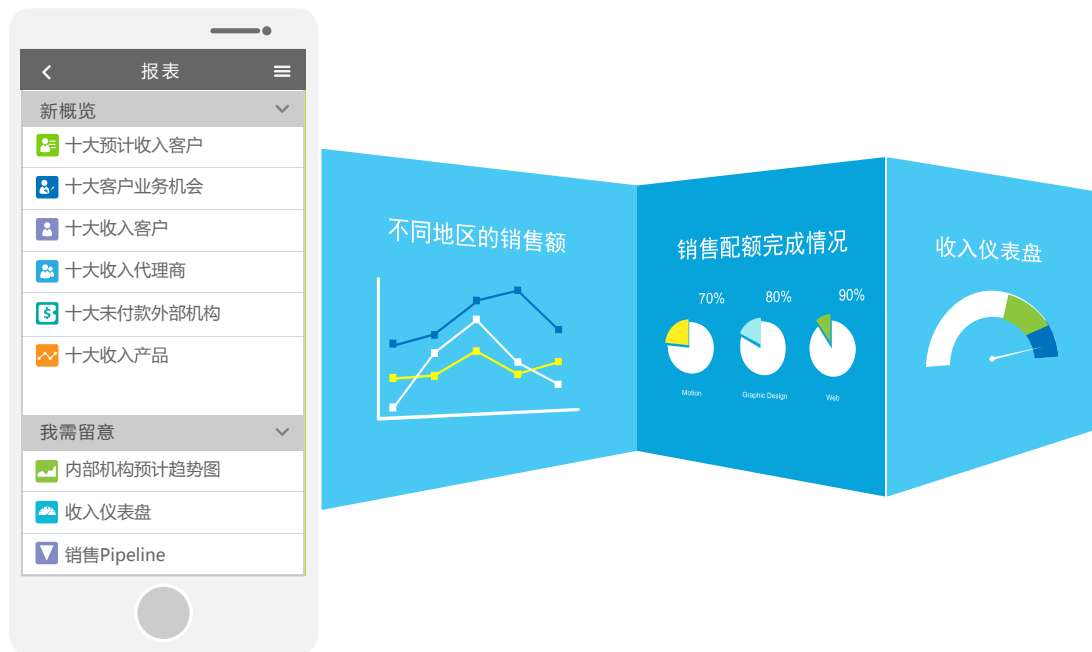 报表
新概览
十大预计收入客户
十大客户业务机会
十大收入客户
十大收入代理商
十大未付款外部机构
十大收入产品
我需留意
内部机构预计趋势图
收入仪表盘
销售Pipeline
不同地区的销售额
销售配额完成情况
70%
80%
90%
Motion
Graphic Design
Web
收入仪表盘